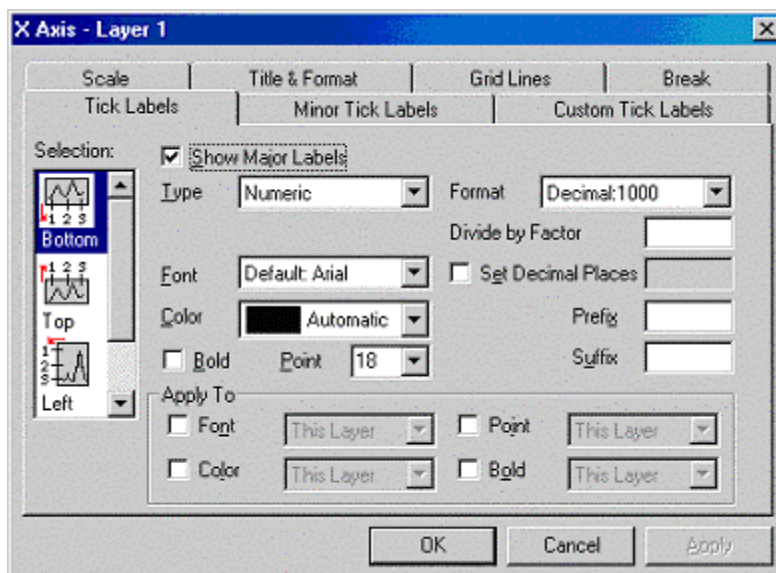 X Axis - Layer 1
Scale
Title & Format
Grid Lines
Break
Tick Labels
Minor Tick Labels
Custom Tick Labels
Selection:
1 2 3
Bottom
1 2 3
Top
1
2
3
Left
Show Major Labels
Type
Numeric
Format
Decimal:1000
Divide by Factor
Font
Default: Arial
Set Decimal Places
Color
Automatic
Prefix
Bold
Point
18
Suffix
Apply To
Font
This Layer
Point
This Layer
Color
This Layer
Bold
This Layer
OK
Cancel
Apply